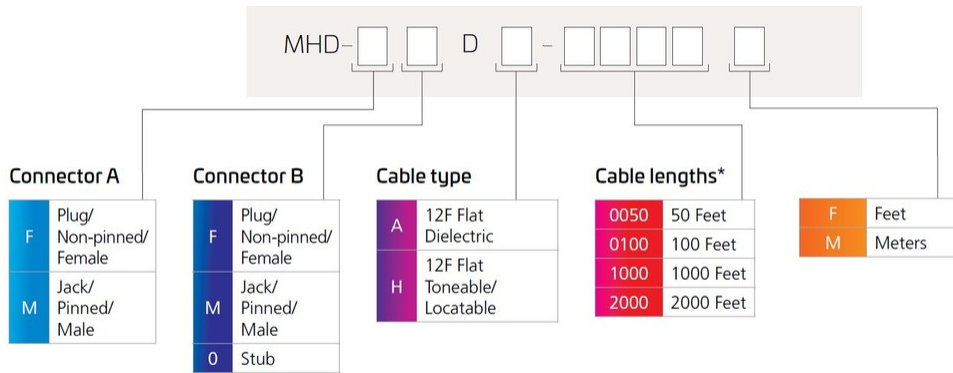 MHD- D -
Connector A
F
Plug/
Non-pinned/
Female
M
Jack/
Pinned/
Male
Connector B
F
Plug/
Non-pinned/
Female
M
Jack/
Pinned/
Male
0
Stub
Cable type
A
12F Flat
Dielectric
H
12F Flat
Toneable/
Locatable
Cable lengths*
0050 50 Feet
0100 100 Feet
1000 1000 Feet
2000 2000 Feet
F Feet
M Meters